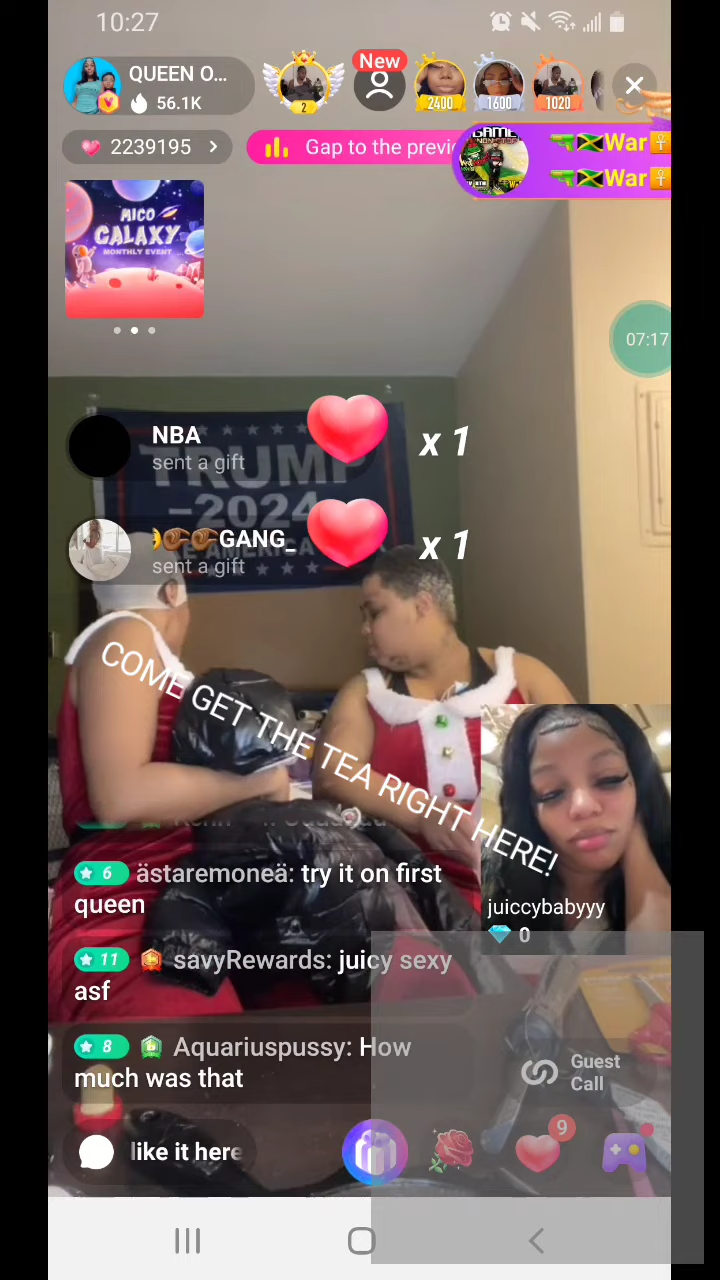 10:27
QUEEN O...
56.1K
2
New
2400
1600
1020
2239195
Gap to the previ
War
War
MICO
GALAXY
MONTHLY EVENT
07:17
NBA
sent a gift
x 1
TRUMP
-2024
GANG_
sent a gift
x 1
AMERICA
COME GET THE TEA RIGHT HERE!
6 ästaremoneä: try it on first
queen
juiccybabyyy
0
11 savyRewards: juicy sexy
asf
8 Aquariuspussy: How
much was that
Guest
Call
like it here
9